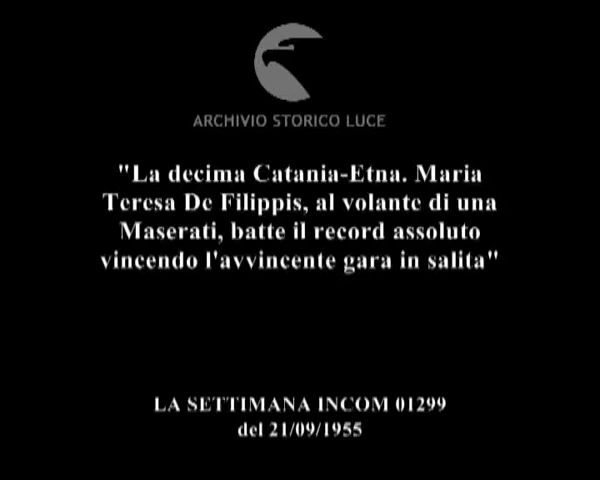 ARCHIVIO STORICO LUCE
"La decima Catania-Etna. Maria
Teresa De Filippis, al volante di una
Maserati, batte il record assoluto
vincendo l'avvincente gara in salita"
LA SETTIMANA INCOM 01299
del 21/09/1955